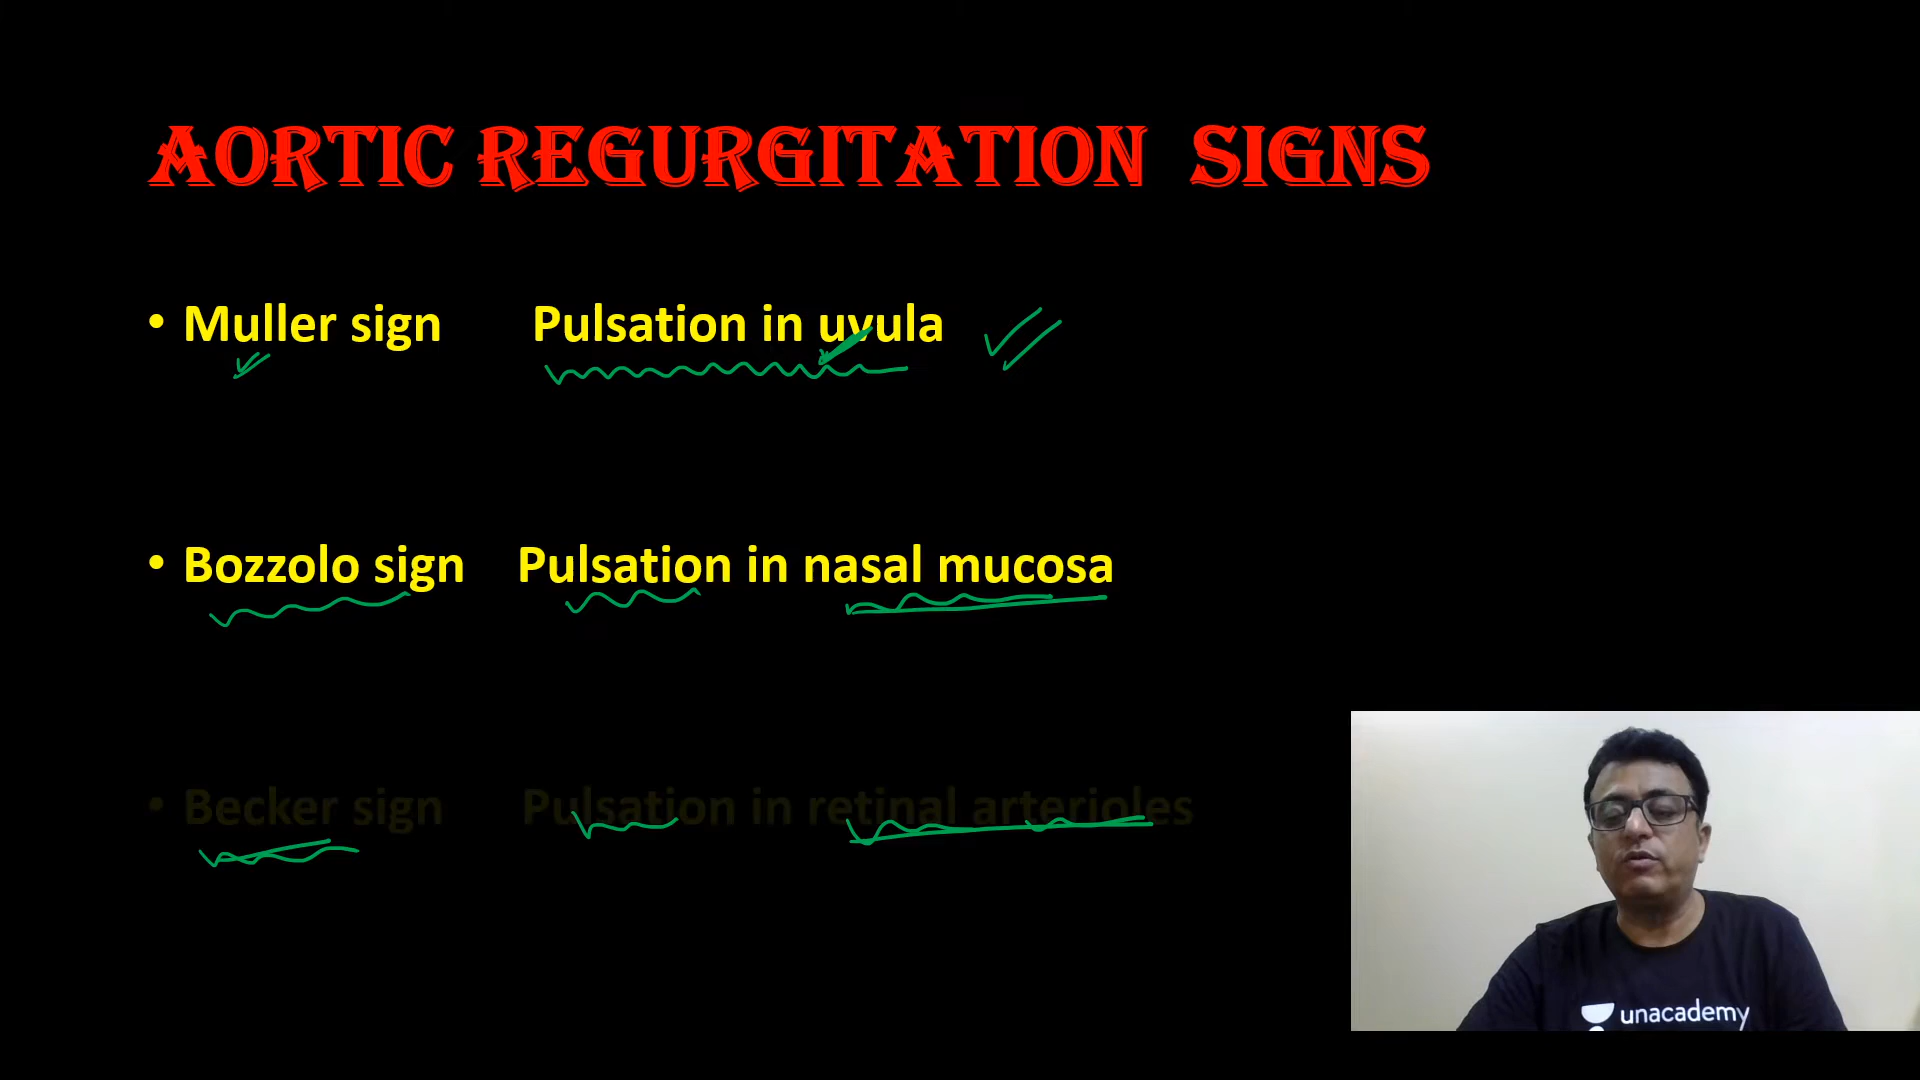 AORTIC REGURGITATION SIGNS
• Muller sign Pulsation in uvula
• Bozzolo sign Pulsation in nasal mucosa
• Becker sign Pulsation in retinal arterioles
unacademy